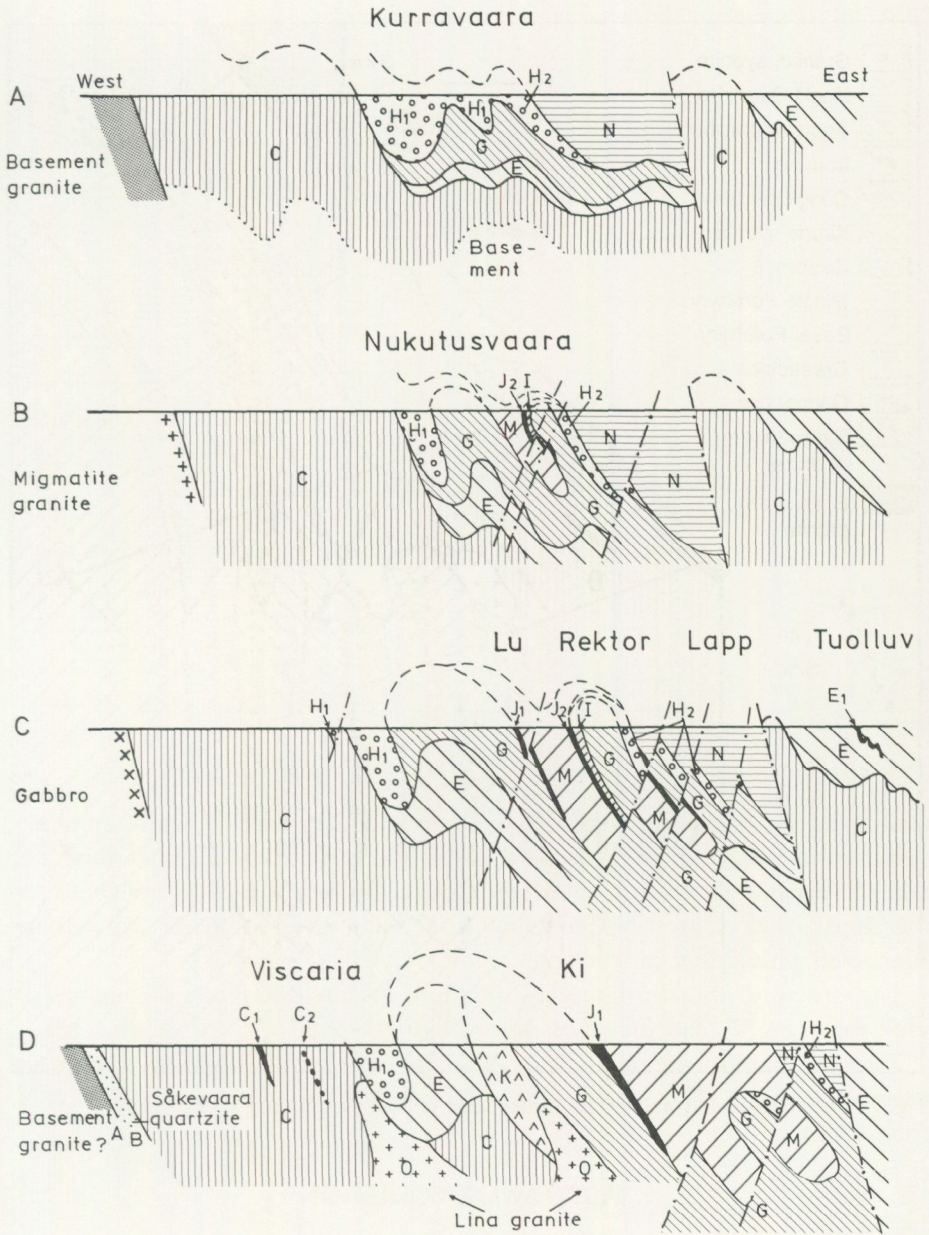 Kurravaara
A
West
East
H2
H1
H1
N
E
C
G
C
E
Basement
granite
Base-
ment
Nukutusvaara
B
J2 I
H2
H1
M
N
E
G
C
N
C
E
G
Migmatite
granite
Lu Rektor Lapp Tuolluv
C
H1
J1
J2
I
H2
E1
H1
G
M
G
N
E
E
Gabbro
C
M
G
C
G
E
Viscaria
Ki
D
C1
C2
J1
H2
H1
N
N
E
K
G
M
E
Såkevaara
quartzite
Basement
granite?
A
B
C
C
G
M
O
O
G
Lina granite